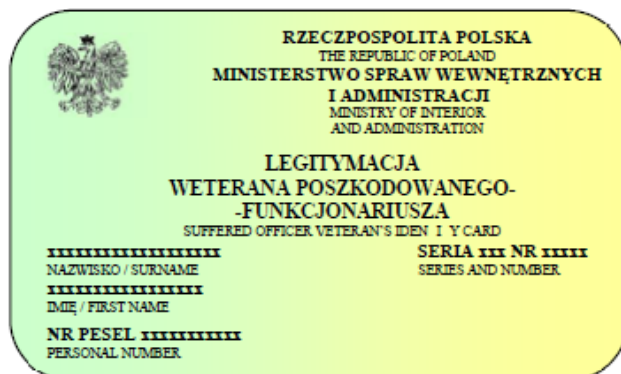 RZECZPOSPOLITA POLSKA
THE REPUBLIC OF POLAND
MINISTERSTWO SPRAW WEWNĘTRZNYCH
I ADMINISTRACJI
MINISTRY OF INTERIOR
AND ADMINISTRATION
LEGITYMACJA
WETERANA POSZKODOWANEGO-
-FUNKCJONARIUSZA
SUFFERED OFFICER VETERAN'S IDEN I Y CARD
xxxxxxxxxxxxxxxxxxx SERIA xxx NR xxxxx
NAZWISKO / SURNAME SERIES AND NUMBER
xxxxxxxxxxxxxxxxx
IMIĘ / FIRST NAME
NR PESEL xxxxxxxxxxx
PERSONAL NUMBER